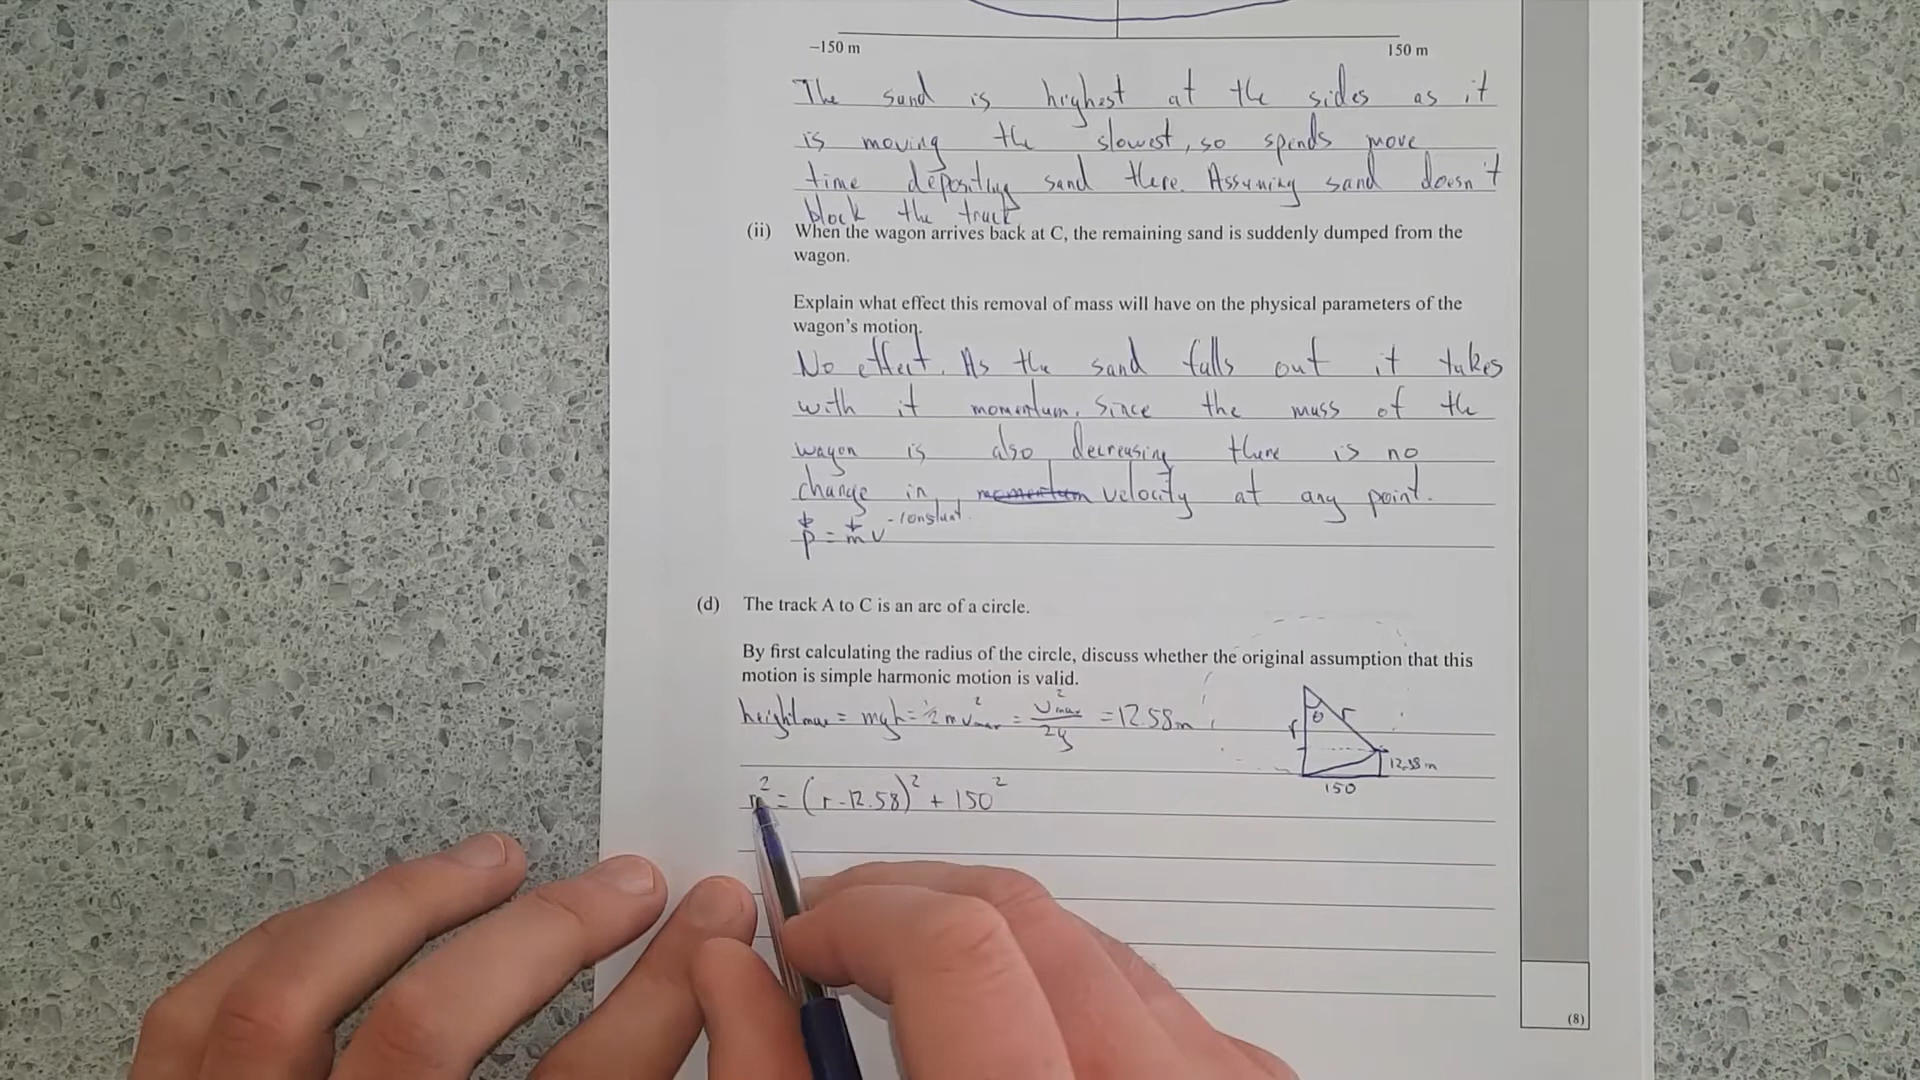 -150 m 150 m
The sand is highest at the sides as it
is moving the slowest, so spends more
time depositing sand there. Assuming sand doesn't
block the track
(ii) When the wagon arrives back at C, the remaining sand is suddenly dumped from the
wagon.
Explain what effect this removal of mass will have on the physical parameters of the
wagon's motion.
No effect. As the sand falls out it takes
with it momentum. Since the mass of the
wagon is also decreasing there is no
change in momentum velocity at any point.
↓p = ↓m v - constant
(d) The track A to C is an arc of a circle.
By first calculating the radius of the circle, discuss whether the original assumption that this
motion is simple harmonic motion is valid.
height max = mgh = ½ m v²max = v²max / 2g = 12.58m
θ r r
12.58 m
150
r² = (r - 12.58)² + 150²
(8)